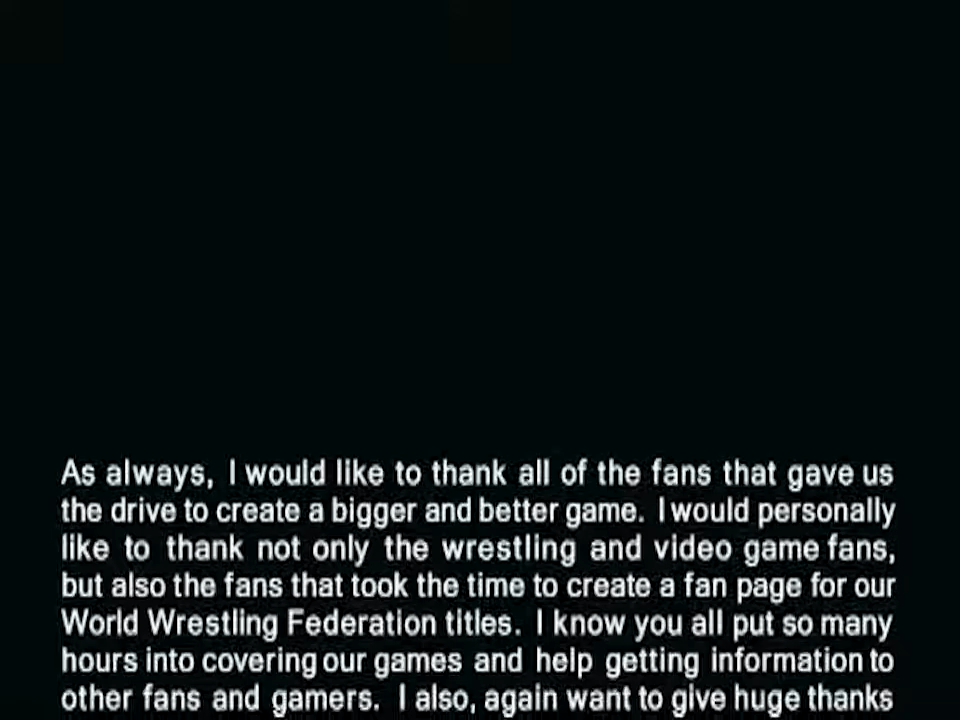 As always, I would like to thank all of the fans that gave us
the drive to create a bigger and better game. I would personally
like to thank not only the wrestling and video game fans,
but also the fans that took the time to create a fan page for our
World Wrestling Federation titles. I know you all put so many
hours into covering our games and help getting information to
other fans and gamers. I also, again want to give huge thanks